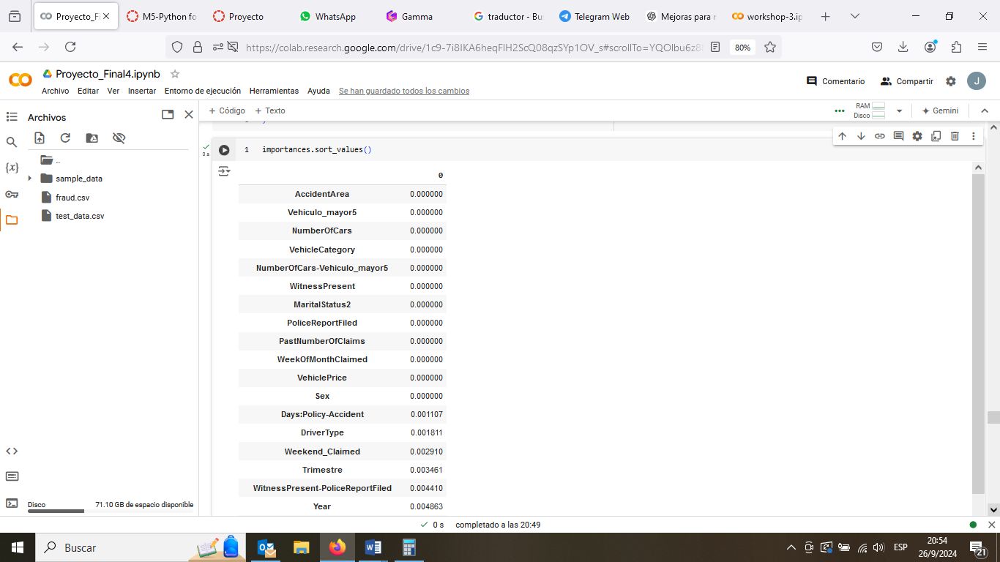 Proyecto_Fi
M5-Python fo
Proyecto
WhatsApp
Gamma
traductor - Bu
Telegram Web
Mejoras para r
workshop-3.ip
https://colab.research.google.com/drive/1c9-7i8IKA6heqFIH2ScQ08qzSYp1OV_s#scrollTo=YQOlbu6z8
80%
Proyecto_Final4.ipynb
Archivo Editar Ver Insertar Entorno de ejecución Herramientas Ayuda Se han guardado todos los cambios
Comentario
Compartir
J
Archivos
+ Código + Texto
RAM
Disco
Gemini
..
sample_data
fraud.csv
test_data.csv
{x}
0 s
1 importances.sort_values()
0
AccidentArea 0.000000
Vehiculo_mayor5 0.000000
NumberOfCars 0.000000
VehicleCategory 0.000000
NumberOfCars-Vehiculo_mayor5 0.000000
WitnessPresent 0.000000
MaritalStatus2 0.000000
PoliceReportFiled 0.000000
PastNumberOfClaims 0.000000
WeekOfMonthClaimed 0.000000
VehiclePrice 0.000000
Sex 0.000000
Days:Policy-Accident 0.001107
DriverType 0.001811
Weekend_Claimed 0.002910
Trimestre 0.003461
WitnessPresent-PoliceReportFiled 0.004410
Year 0.004863
Disco 71.10 GB de espacio disponible
0 s completado a las 20:49
Buscar
ESP
20:54
26/9/2024
21